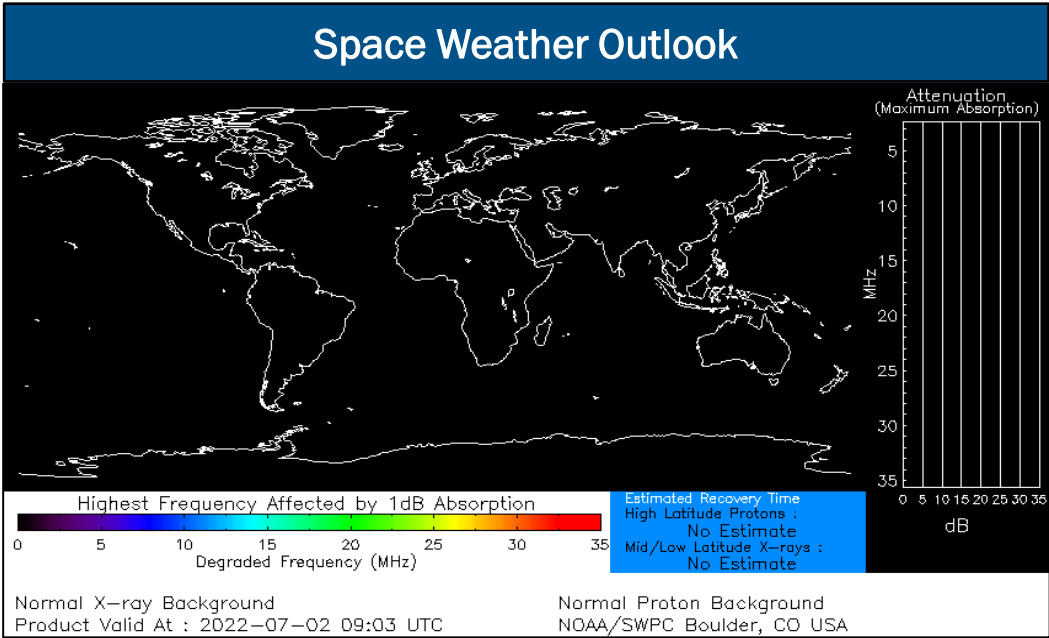 Space Weather Outlook
Attenuation
(Maximum Absorption)
5
10
15
20
25
30
35
MHz
0 5 10 15 20 25 30 35
dB
Highest Frequency Affected by 1dB Absorption
0 5 10 15 20 25 30 35
Degraded Frequency (MHz)
Estimated Recovery Time
High Latitude Protons :
No Estimate
Mid/Low Latitude X-rays :
No Estimate
Normal X-ray Background
Normal Proton Background
Product Valid At : 2022-07-02 09:03 UTC
NOAA/SWPC Boulder, CO USA